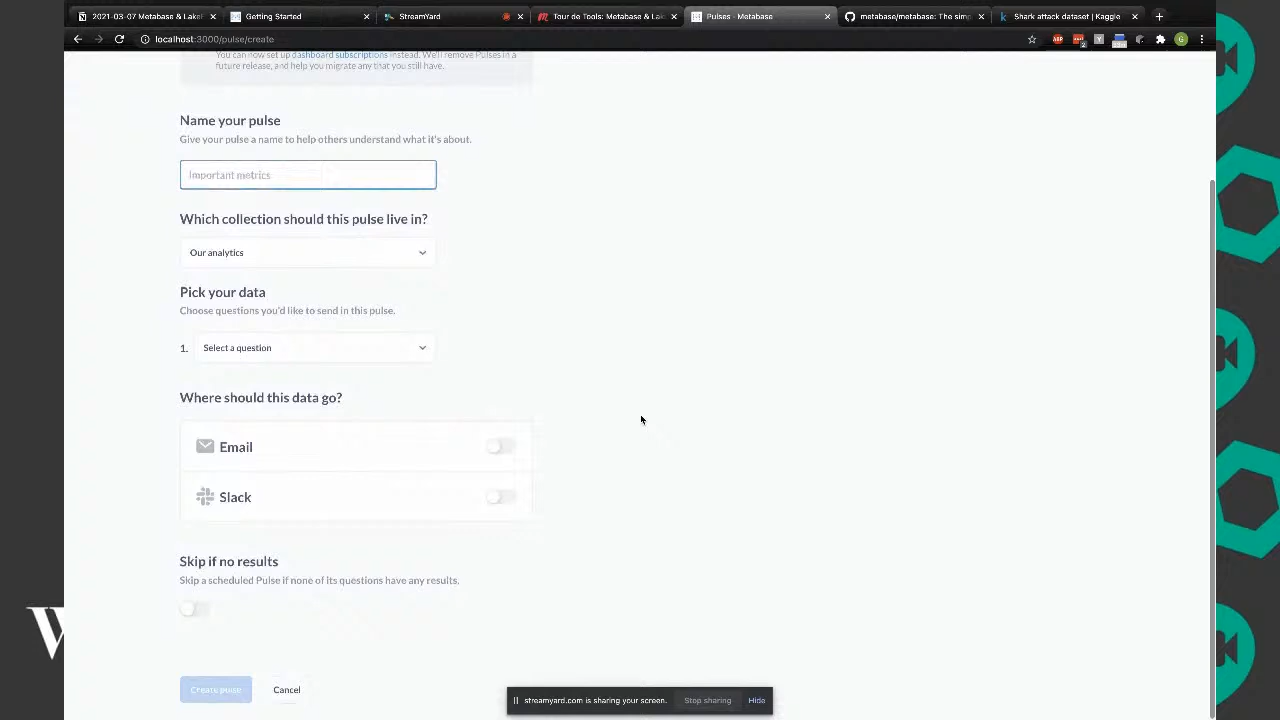 2021-03-07 Metabase & Lake
Getting Started
StreamYard
Tour de Tools: Metabase & Lak
Pulses · Metabase
metabase/metabase: The simp
Shark attack dataset | Kaggle
localhost:3000/pulse/create
You can now set up dashboard subscriptions instead. We'll remove Pulses in a
future release, and help you migrate any that you still have.
Name your pulse
Give your pulse a name to help others understand what it's about.
Important metrics
Which collection should this pulse live in?
Our analytics
Pick your data
Choose questions you'd like to send in this pulse.
1. Select a question
Where should this data go?
Email
Slack
Skip if no results
Skip a scheduled Pulse if none of its questions have any results.
Create pulse Cancel
streamyard.com is sharing your screen. Stop sharing Hide